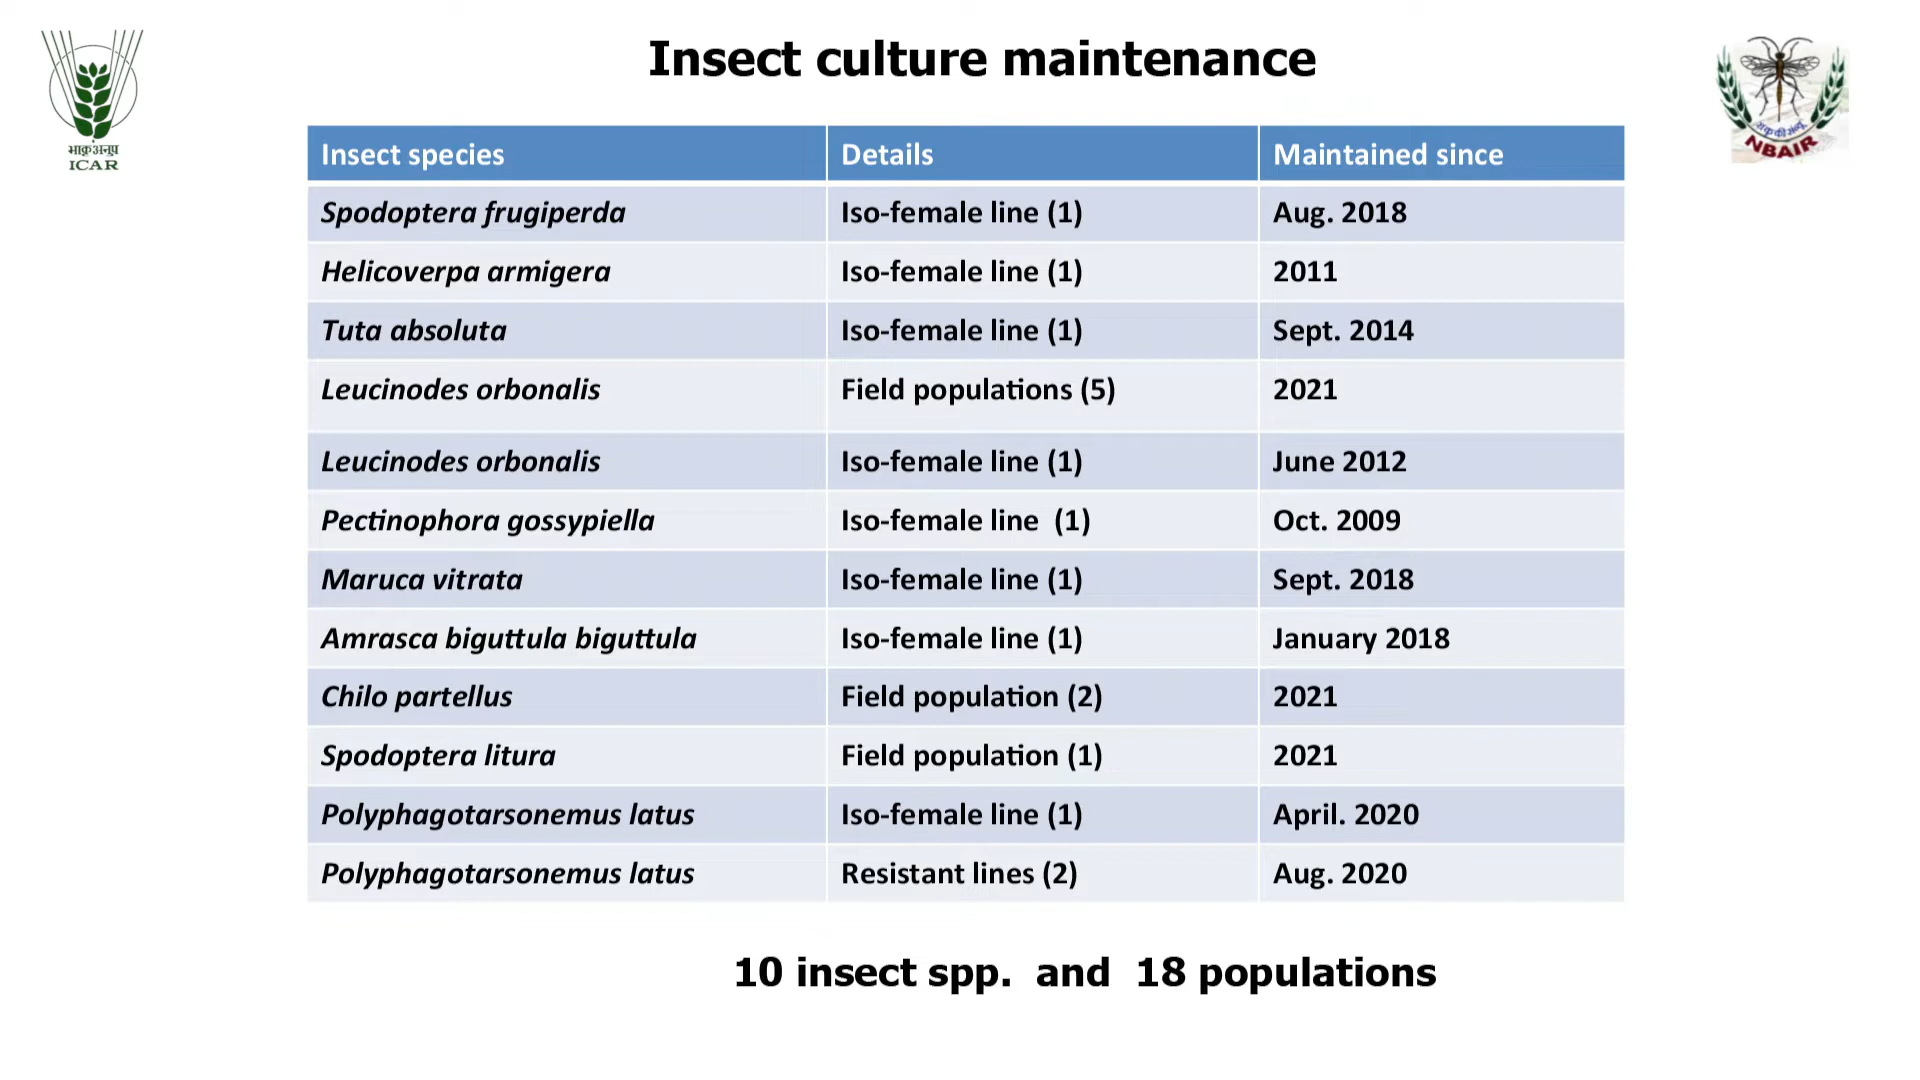 Insect culture maintenance
भाकृअनुप
ICAR
NBAIR
Insect species Details Maintained since
Spodoptera frugiperda Iso-female line (1) Aug. 2018
Helicoverpa armigera Iso-female line (1) 2011
Tuta absoluta Iso-female line (1) Sept. 2014
Leucinodes orbonalis Field populations (5) 2021
Leucinodes orbonalis Iso-female line (1) June 2012
Pectinophora gossypiella Iso-female line (1) Oct. 2009
Maruca vitrata Iso-female line (1) Sept. 2018
Amrasca biguttula biguttula Iso-female line (1) January 2018
Chilo partellus Field population (2) 2021
Spodoptera litura Field population (1) 2021
Polyphagotarsonemus latus Iso-female line (1) April. 2020
Polyphagotarsonemus latus Resistant lines (2) Aug. 2020
10 insect spp. and 18 populations